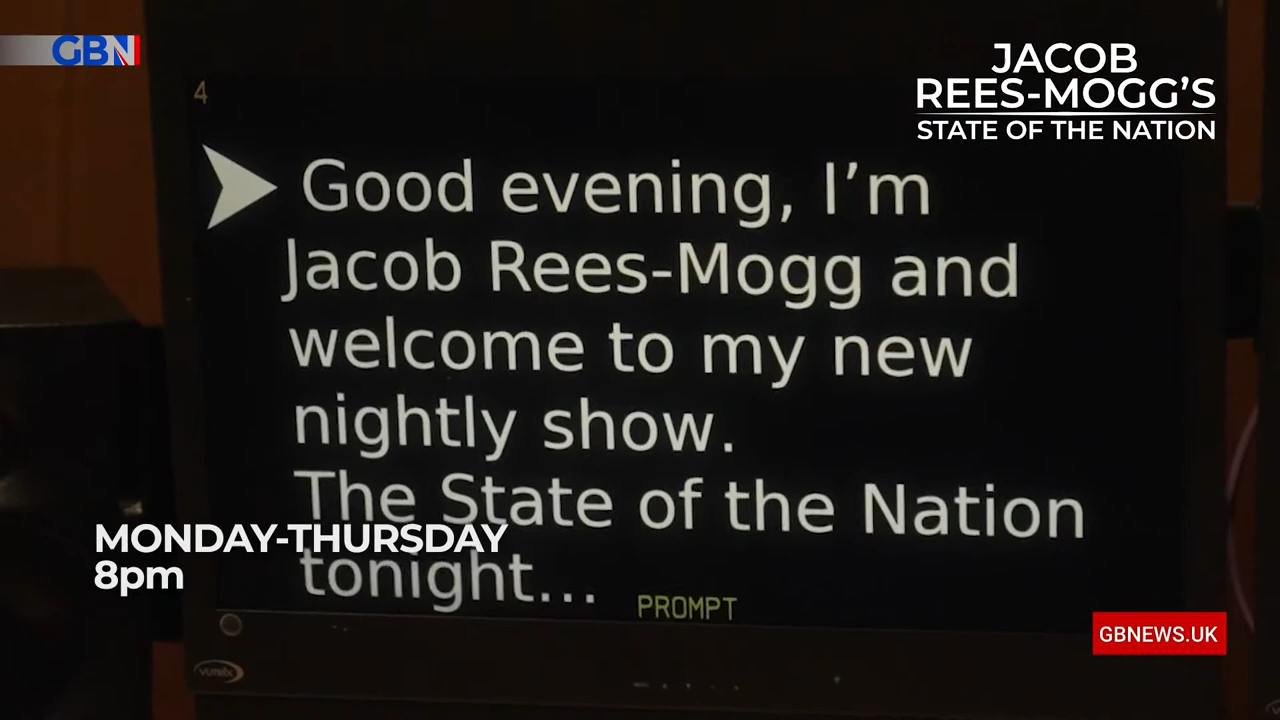 GBN
JACOB
REES-MOGG'S
STATE OF THE NATION
4
Good evening, I'm
Jacob Rees-Mogg and
welcome to my new
nightly show.
The State of the Nation
tonight...
MONDAY-THURSDAY
8pm
PROMPT
GBNEWS.UK